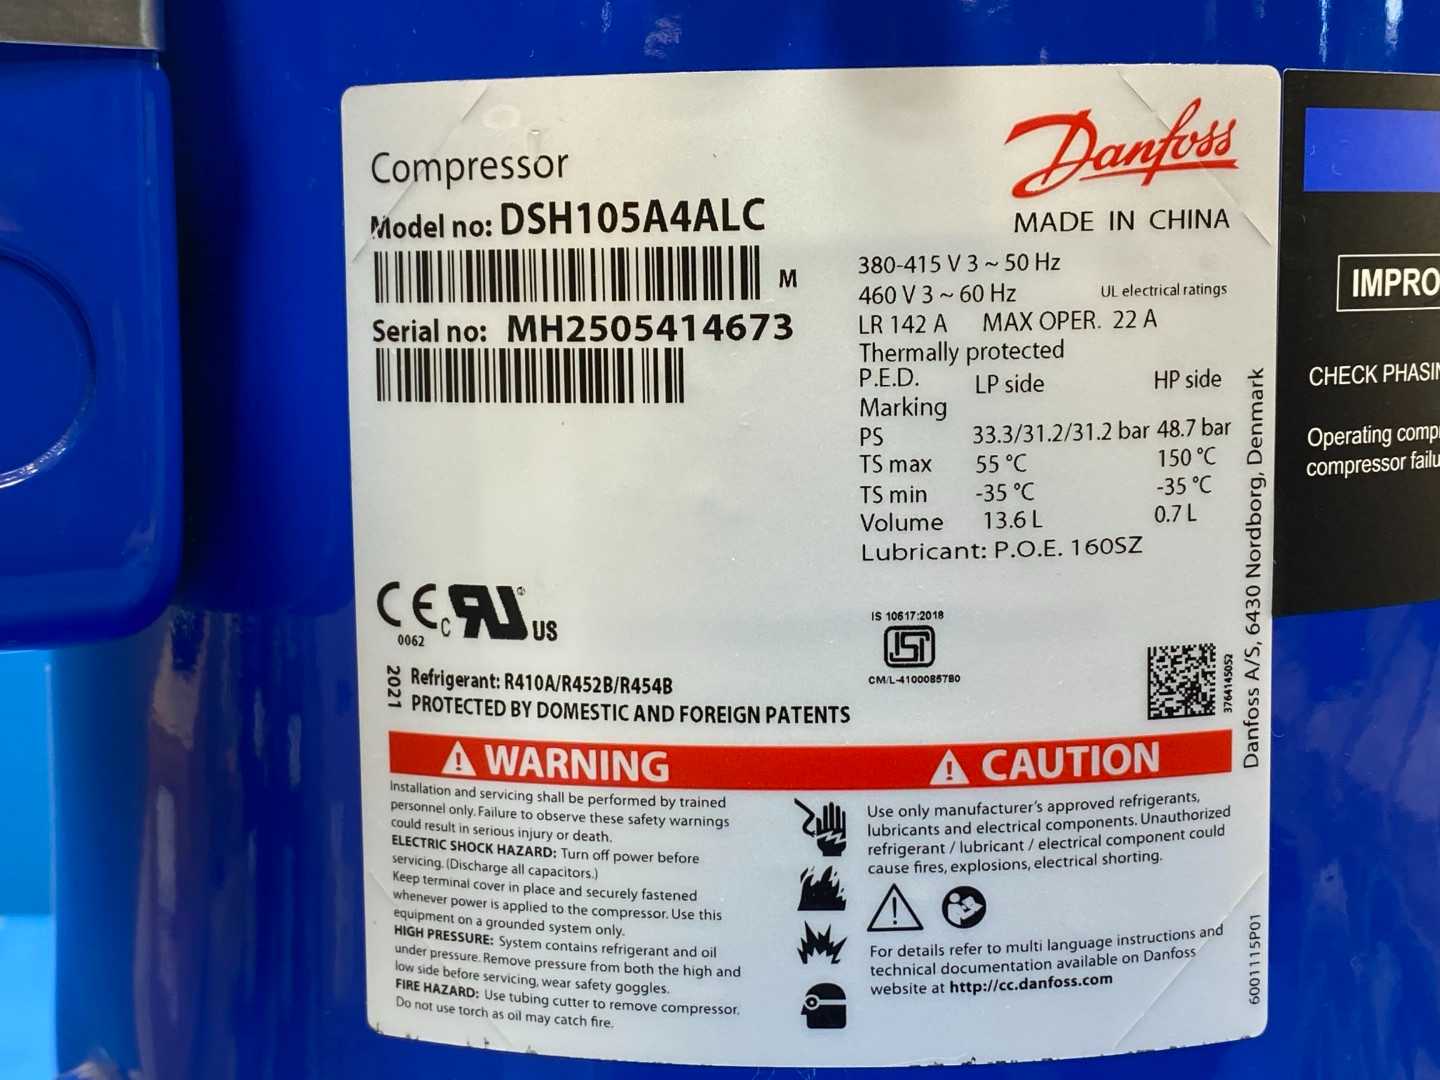 Danfoss
MADE IN CHINA
Compressor
Model no: DSH105A4ALC
M
Serial no: MH2505414673
380-415 V 3 ~ 50 Hz
460 V 3 ~ 60 Hz UL electrical ratings
LR 142 A MAX OPER. 22 A
Thermally protected
P.E.D. LP side HP side
Marking
PS 33.3/31.2/31.2 bar 48.7 bar
TS max 55 °C 150 °C
TS min -35 °C -35 °C
Volume 13.6 L 0.7 L
Lubricant: P.O.E. 160SZ
Danfoss A/S, 6430 Nordborg, Denmark
CE
0062
c RU US
IS 10617:2018
ISI
CM/L-4100085780
376414S052
2021
Refrigerant: R410A/R452B/R454B
PROTECTED BY DOMESTIC AND FOREIGN PATENTS
WARNING
Installation and servicing shall be performed by trained
personnel only. Failure to observe these safety warnings
could result in serious injury or death.
ELECTRIC SHOCK HAZARD: Turn off power before
servicing. (Discharge all capacitors.)
Keep terminal cover in place and securely fastened
whenever power is applied to the compressor. Use this
equipment on a grounded system only.
HIGH PRESSURE: System contains refrigerant and oil
under pressure. Remove pressure from both the high and
low side before servicing, wear safety goggles.
FIRE HAZARD: Use tubing cutter to remove compressor.
Do not use torch as oil may catch fire.
CAUTION
Use only manufacturer's approved refrigerants,
lubricants and electrical components. Unauthorized
refrigerant / lubricant / electrical component could
cause fires, explosions, electrical shorting.
For details refer to multi language instructions and
technical documentation available on Danfoss
website at http://cc.danfoss.com
6001115P01
IMPRO
CHECK PHASIN
Operating comp
compressor failu